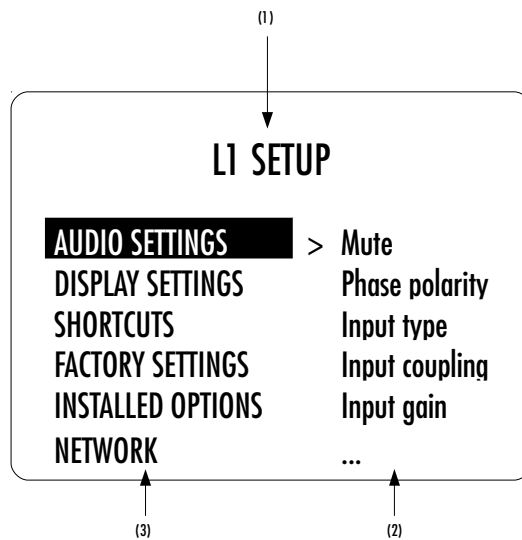 (1)
L1 SETUP
AUDIO SETTINGS > Mute
DISPLAY SETTINGS Phase polarity
SHORTCUTS Input type
FACTORY SETTINGS Input coupling
INSTALLED OPTIONS Input gain
NETWORK ...
(3) (2)